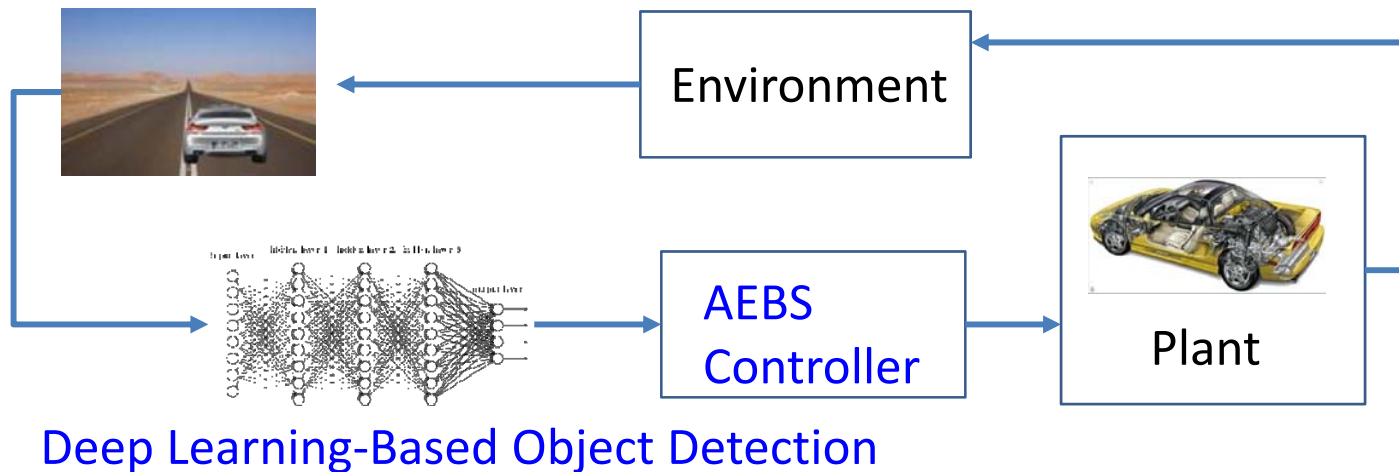 Environment
AEBS
Controller
Plant
Deep Learning-Based Object Detection